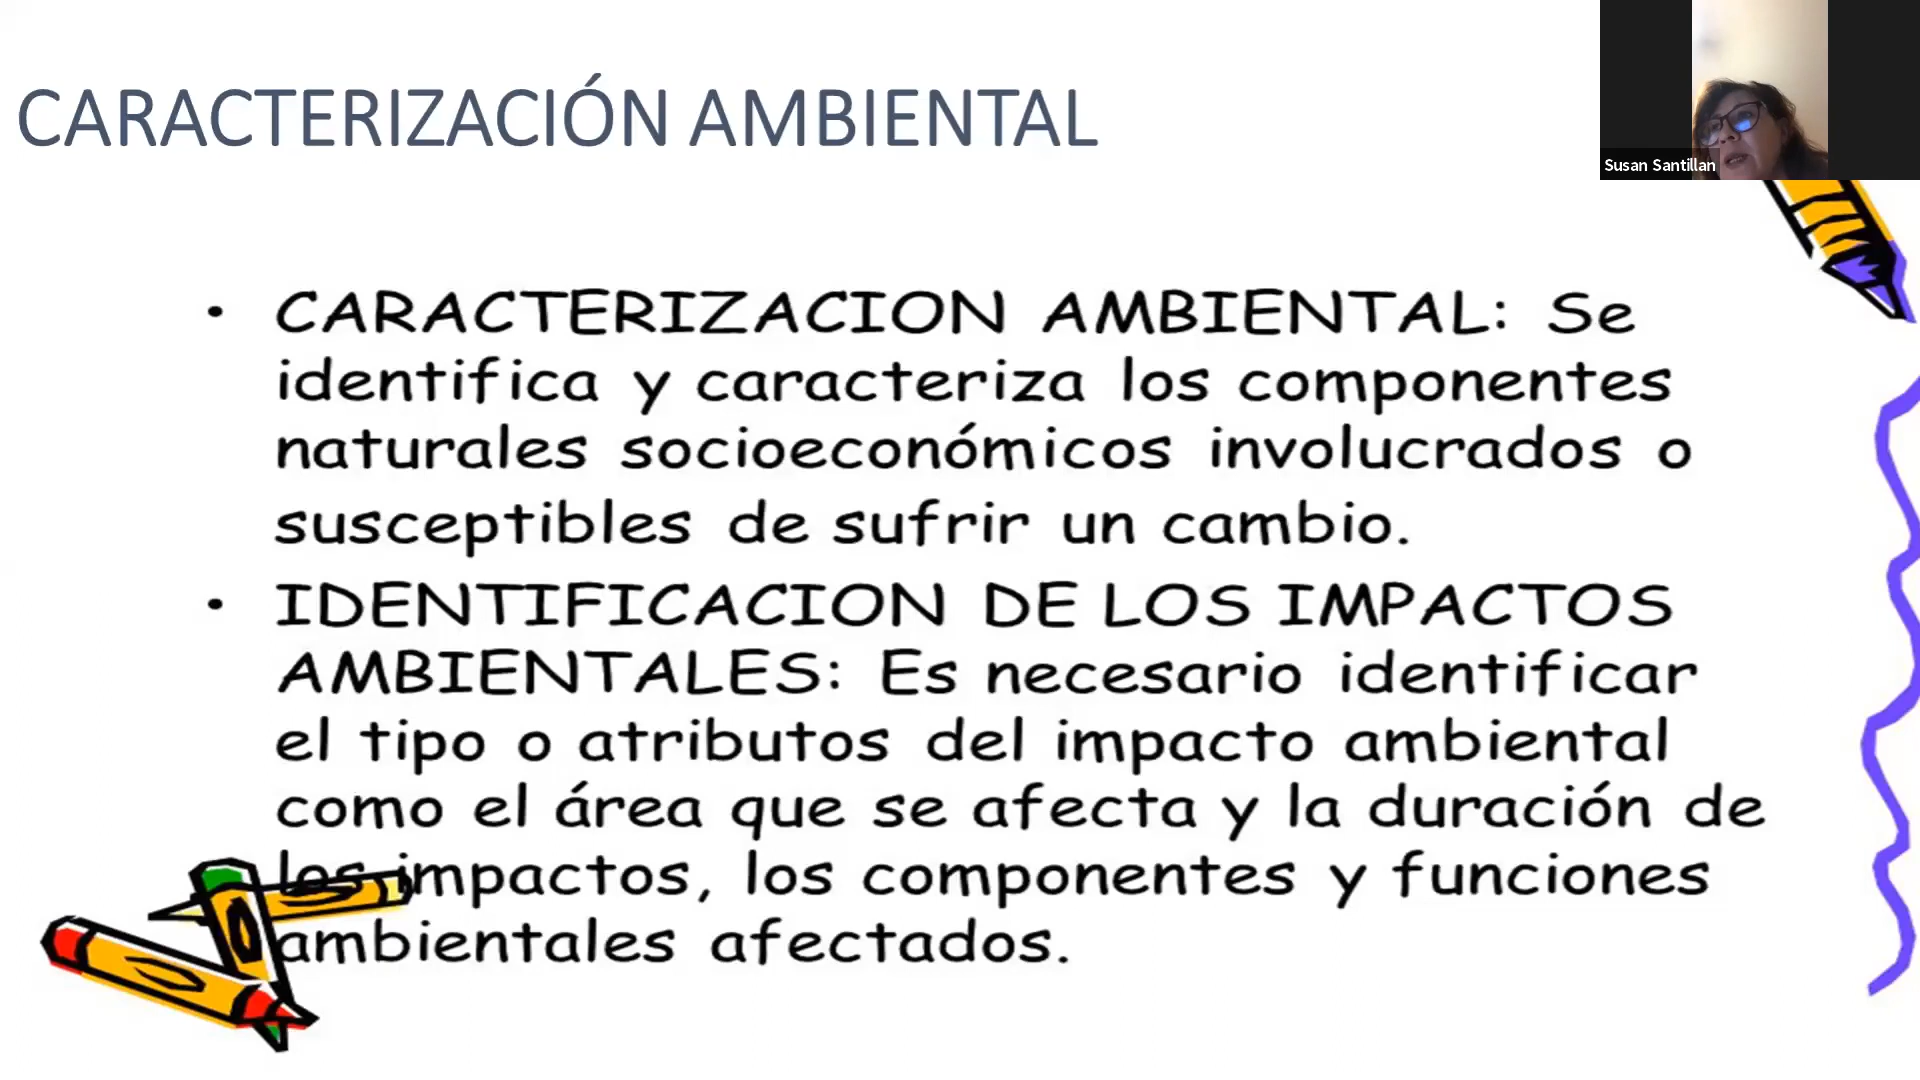 CARACTERIZACIÓN AMBIENTAL
Susan Santillan
• CARACTERIZACION AMBIENTAL: Se
identifica y caracteriza los componentes
naturales socioeconómicos involucrados o
susceptibles de sufrir un cambio.
• IDENTIFICACION DE LOS IMPACTOS
AMBIENTALES: Es necesario identificar
el tipo o atributos del impacto ambiental
como el área que se afecta y la duración de
los impactos, los componentes y funciones
ambientales afectados.